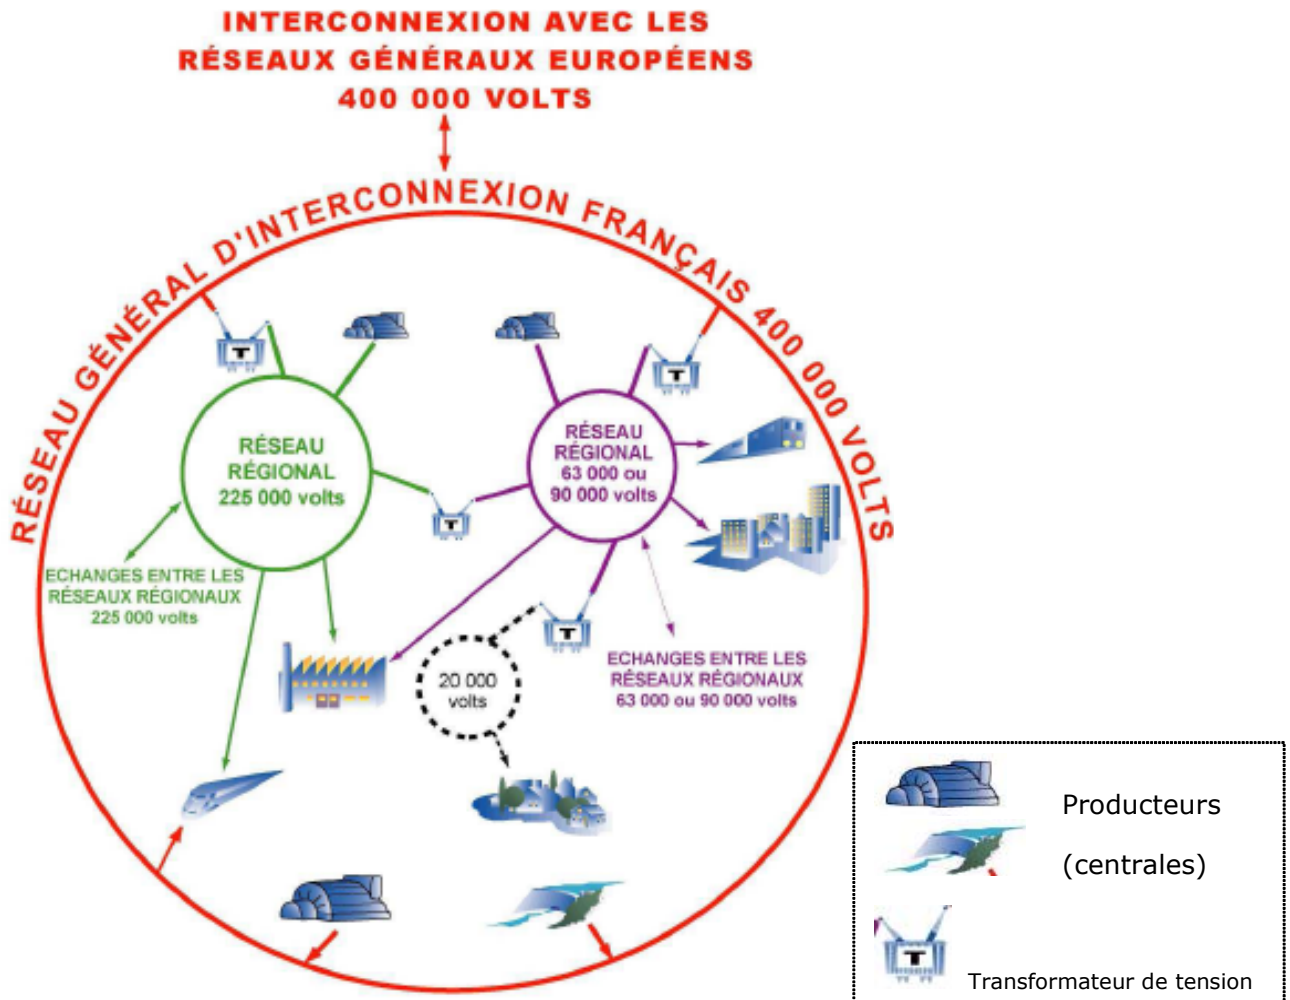 INTERCONNEXION AVEC LES
RÉSEAUX GÉNÉRAUX EUROPÉENS
400 000 VOLTS
RÉSEAU GÉNÉRAL D'INTERCONNEXION FRANÇAIS 400 000 VOLTS
T
T
RÉSEAU
RÉGIONAL
225 000 volts
RÉSEAU
RÉGIONAL
63 000 ou
90 000 volts
T
ECHANGES ENTRE LES
RÉSEAUX RÉGIONAUX
225 000 volts
T
20 000
volts
ECHANGES ENTRE LES
RÉSEAUX RÉGIONAUX
63 000 ou 90 000 volts
Producteurs
(centrales)
T
Transformateur de tension